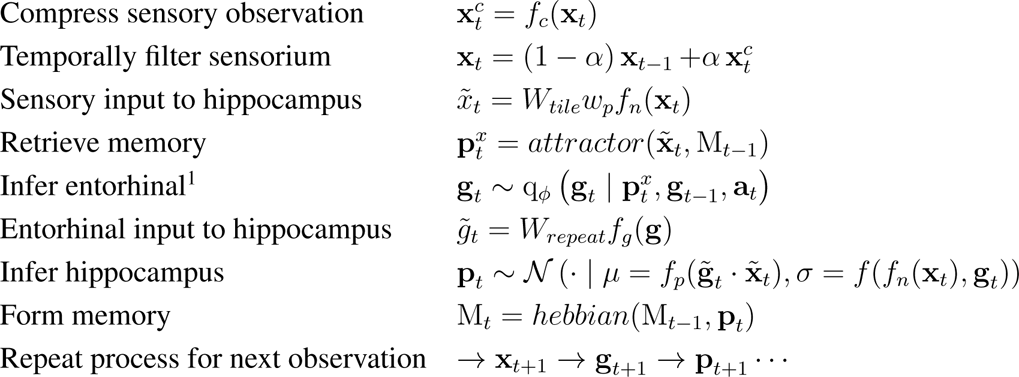 Compress sensory observation x_t^c = f_c(x_t)
Temporally filter sensorium x_t = (1 − α) x_{t−1} + α x_t^c
Sensory input to hippocampus x̃_t = W_{tile} w_p f_n(x_t)
Retrieve memory p_t^x = attractor(x̃_t, M_{t−1})
Infer entorhinal¹ g_t ∼ q_ϕ (g_t | p_t^x, g_{t−1}, a_t)
Entorhinal input to hippocampus g̃_t = W_{repeat} f_g(g)
Infer hippocampus p_t ∼ 𝒩 (· | μ = f_p(g̃_t · x̃_t), σ = f(f_n(x_t), g_t))
Form memory M_t = hebbian(M_{t−1}, p_t)
Repeat process for next observation → x_{t+1} → g_{t+1} → p_{t+1} ⋯